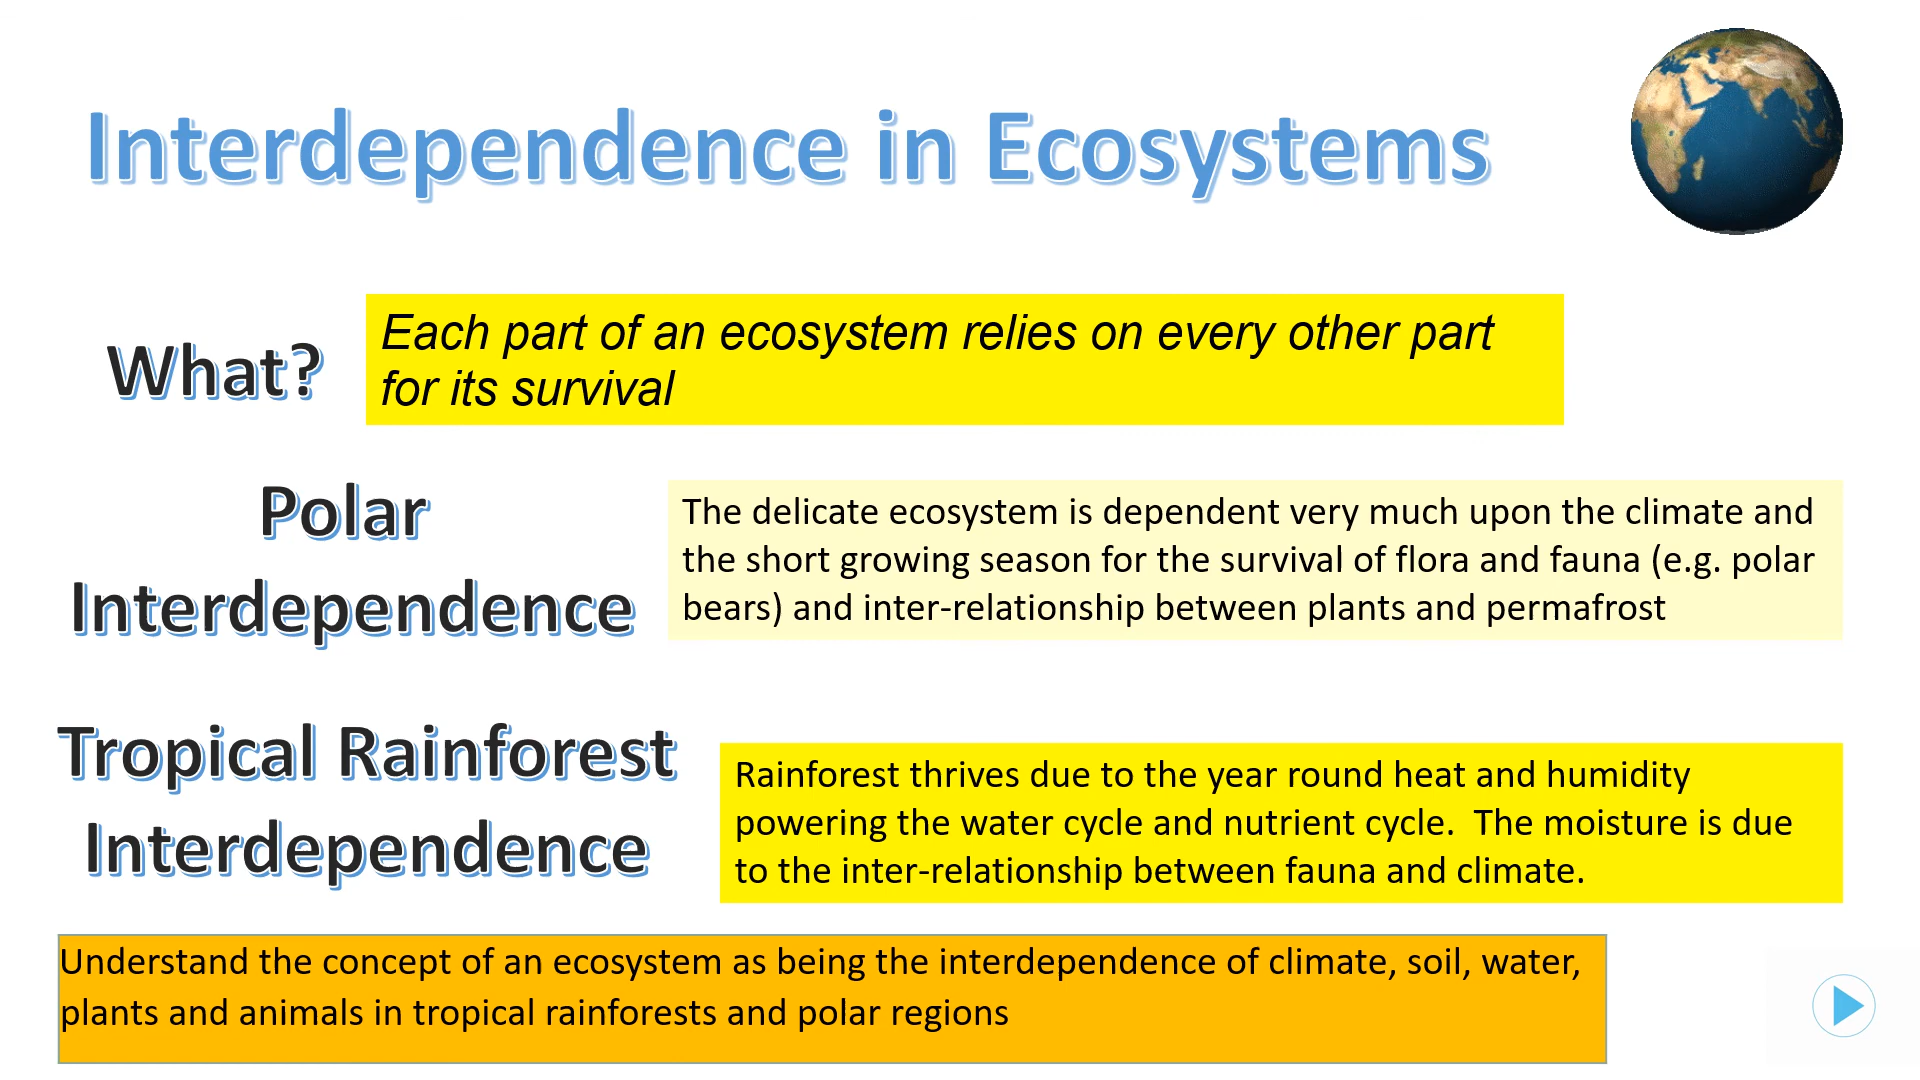 Interdependence in Ecosystems
What?
Each part of an ecosystem relies on every other part
for its survival
Polar
Interdependence
The delicate ecosystem is dependent very much upon the climate and
the short growing season for the survival of flora and fauna (e.g. polar
bears) and inter-relationship between plants and permafrost
Tropical Rainforest
Interdependence
Rainforest thrives due to the year round heat and humidity
powering the water cycle and nutrient cycle.  The moisture is due
to the inter-relationship between fauna and climate.
Understand the concept of an ecosystem as being the interdependence of climate, soil, water,
plants and animals in tropical rainforests and polar regions